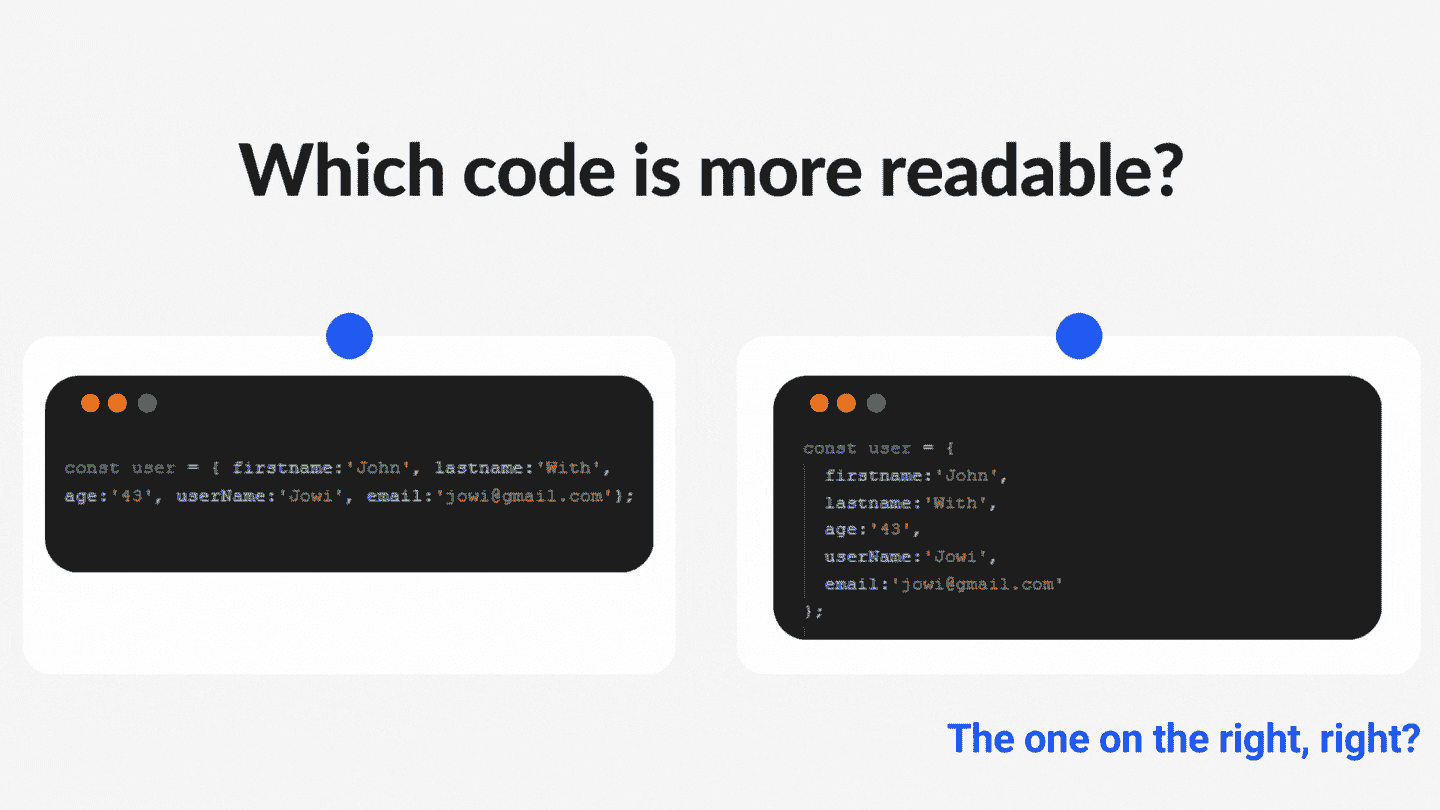 Which code is more readable?
const user = { firstname:'John', lastname:'With',
age:'43', userName:'Jowi', email:'jowi@gmail.com'};
const user = {
firstname:'John',
lastname:'With',
age:'43',
userName:'Jowi',
email:'jowi@gmail.com'
};
The one on the right, right?